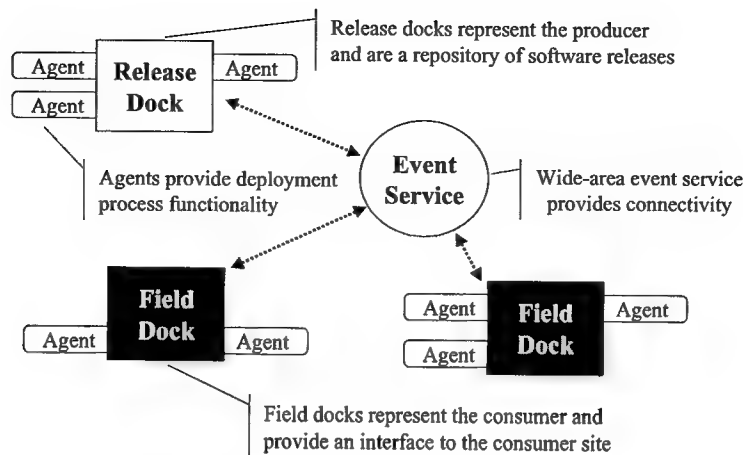 Release docks represent the producer
and are a repository of software releases
Agent
Release
Dock
Agent
Agent
Event
Service
Agents provide deployment
process functionality
Wide-area event service
provides connectivity
Field
Dock
Agent
Agent
Field
Dock
Agent
Agent
Agent
Field docks represent the consumer and
provide an interface to the consumer site